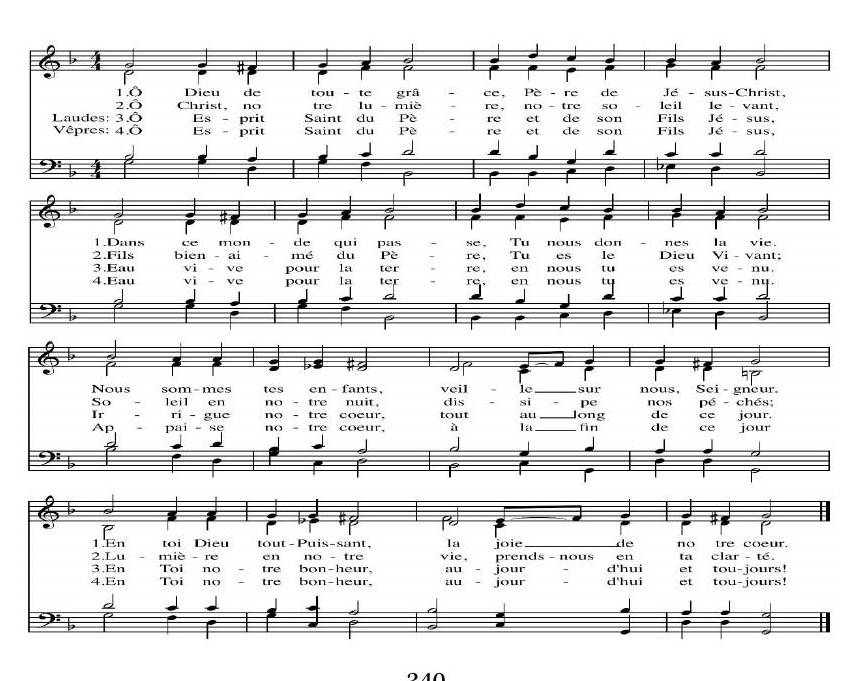 1.Ô Dieu de tou - te grâ - ce, Pè - re de Jé - sus-Christ,
2.Ô Christ, no tre lu - miè - re, no - tre so - leil le - vant,
Laudes: 3.Ô Es - prit Saint du Pè - re et de son Fils Jé - sus,
Vêpres: 4.Ô Es - prit Saint du Pè - re et de son Fils Jé - sus,
1.Dans ce mon - de qui pas - se, Tu nous don - nes la vie.
2.Fils bien - ai - mé du Pè - re, Tu es le Dieu Vi - vant;
3.Eau vi - ve pour la ter - re, en nous tu es ve - nu.
4.Eau vi - ve pour la ter - re, en nous tu es ve - nu.
Nous som - mes tes en - fants, veil - le sur nous, Sei - gneur.
So - leil en no - tre nuit, dis - si - pe nos pé - chés;
Ir - ri - gue no - tre coeur, tout au long de ce jour.
Ap - pai - se no - tre coeur, à la fin de ce jour
1.En toi Dieu tout-Puis-sant, la joie de no tre coeur.
2.Lu - miè - re en no - tre vie, prends-nous en ta clar - té.
3.En Toi no - tre bon-heur, au - jour - d'hui et tou-jours!
4.En Toi no - tre bon-heur, au - jour - d'hui et tou-jours!
340